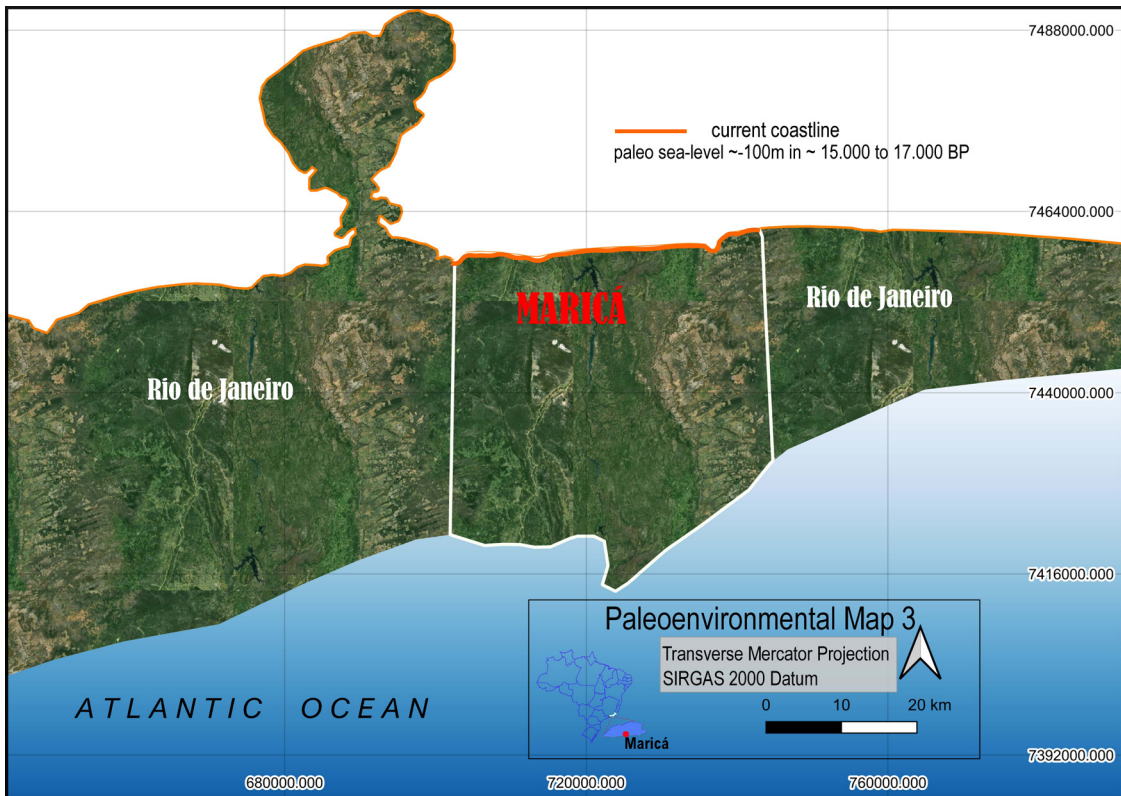 7488000.000
current coastline
paleo sea-level ~-100m in ~ 15.000 to 17.000 BP
7464000.000
MARICÁ
Rio de Janeiro
Rio de Janeiro
7440000.000
7416000.000
Paleoenvironmental Map 3
Transverse Mercator Projection
SIRGAS 2000 Datum
0 10 20 km
Maricá
ATLANTIC OCEAN
7392000.000
680000.000 720000.000 760000.000